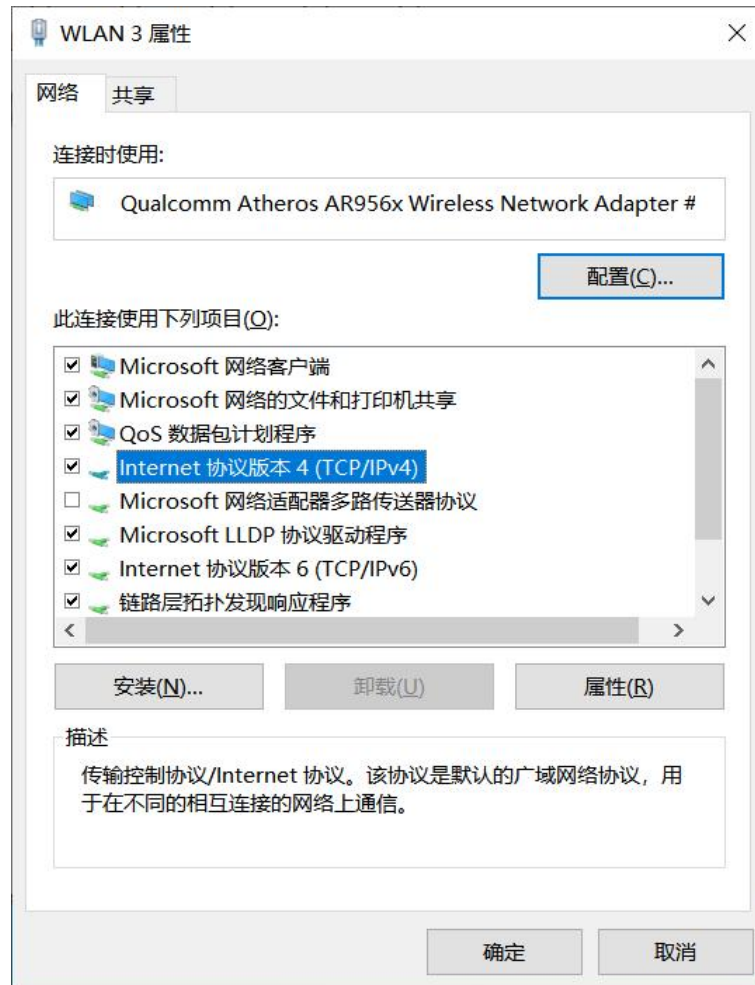 WLAN 3 属性
网络
共享
连接时使用:
Qualcomm Atheros AR956x Wireless Network Adapter #
配置(C)...
此连接使用下列项目(O):
Microsoft 网络客户端
Microsoft 网络的文件和打印机共享
QoS 数据包计划程序
Internet 协议版本 4 (TCP/IPv4)
Microsoft 网络适配器多路传送器协议
Microsoft LLDP 协议驱动程序
Internet 协议版本 6 (TCP/IPv6)
链路层拓扑发现响应程序
安装(N)...
卸载(U)
属性(R)
描述
传输控制协议/Internet 协议。该协议是默认的广域网络协议，用
于在不同的相互连接的网络上通信。
确定
取消